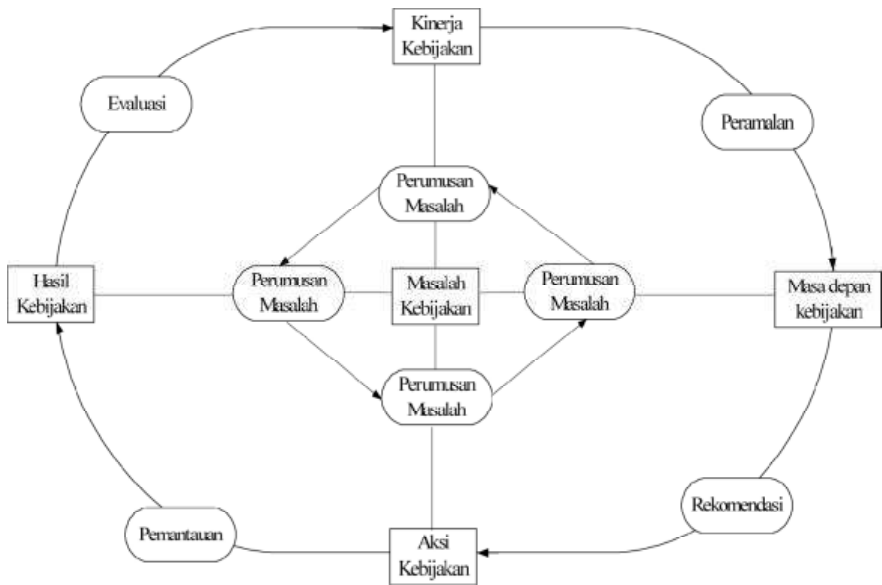 Kinerja
Kebijakan
Evaluasi
Peramalan
Perumusan
Masalah
Hasil
Kebijakan
Perumusan
Masalah
Masalah
Kebijakan
Perumusan
Masalah
Masa depan
kebijakan
Perumusan
Masalah
Pemantauan
Rekomendasi
Aksi
Kebijakan